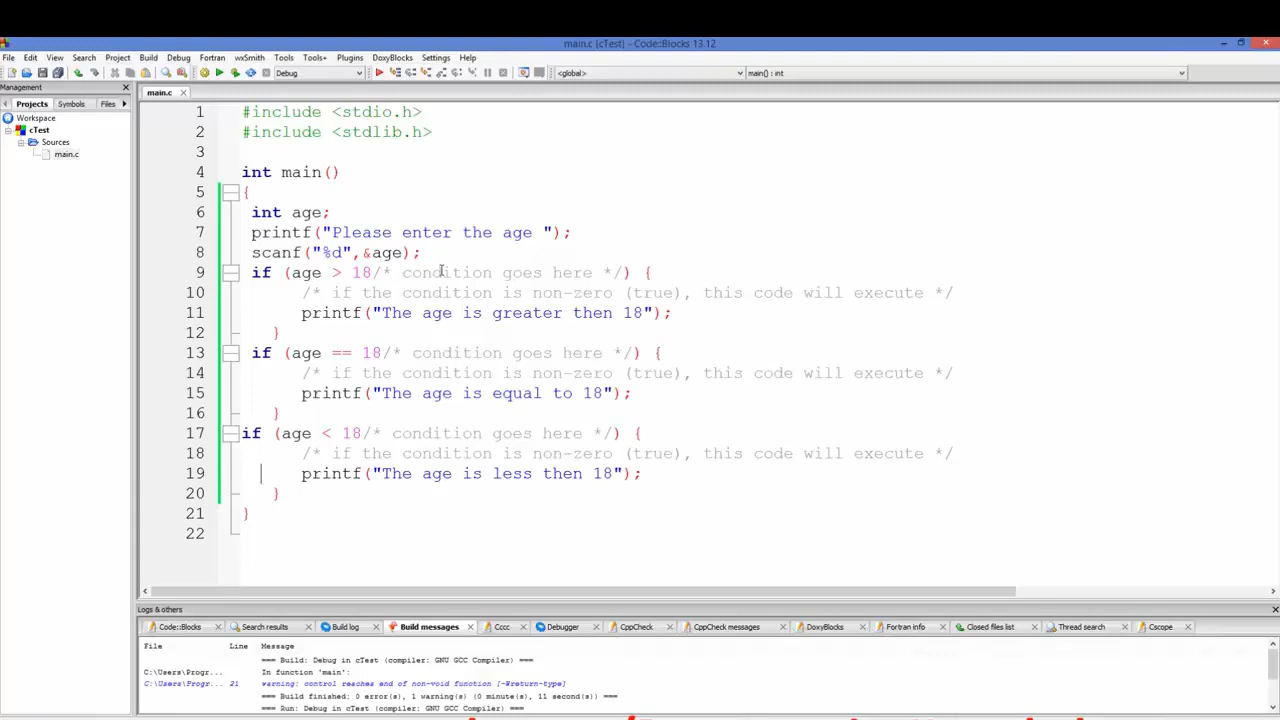 main.c [cTest] - Code::Blocks 13.12
File Edit View Search Project Build Debug Fortran wxSmith Tools Tools+ Plugins DoxyBlocks Settings Help
Debug <global> main() : int
Management
Projects Symbols Files
Workspace
cTest
Sources
main.c
main.c
1 #include <stdio.h>
2 #include <stdlib.h>
3
4 int main()
5 {
6 int age;
7 printf("Please enter the age ");
8 scanf("%d",&age);
9 if (age > 18/* condition goes here */) {
10 /* if the condition is non-zero (true), this code will execute */
11 printf("The age is greater then 18");
12 }
13 if (age == 18/* condition goes here */) {
14 /* if the condition is non-zero (true), this code will execute */
15 printf("The age is equal to 18");
16 }
17 if (age < 18/* condition goes here */) {
18 /* if the condition is non-zero (true), this code will execute */
19 printf("The age is less then 18");
20 }
21 }
22
Logs & others
Code::Blocks Search results Build log Build messages Cccc Debugger CppCheck CppCheck messages DoxyBlocks Fortran info Closed files list Thread search Cscope
File Line Message
=== Build: Debug in cTest (compiler: GNU GCC Compiler) ===
C:\Users\Progr... In function 'main':
C:\Users\Progr... 21 warning: control reaches end of non-void function [-Wreturn-type]
=== Build finished: 0 error(s), 1 warning(s) (0 minute(s), 11 second(s)) ===
=== Run: Debug in cTest (compiler: GNU GCC Compiler) ===